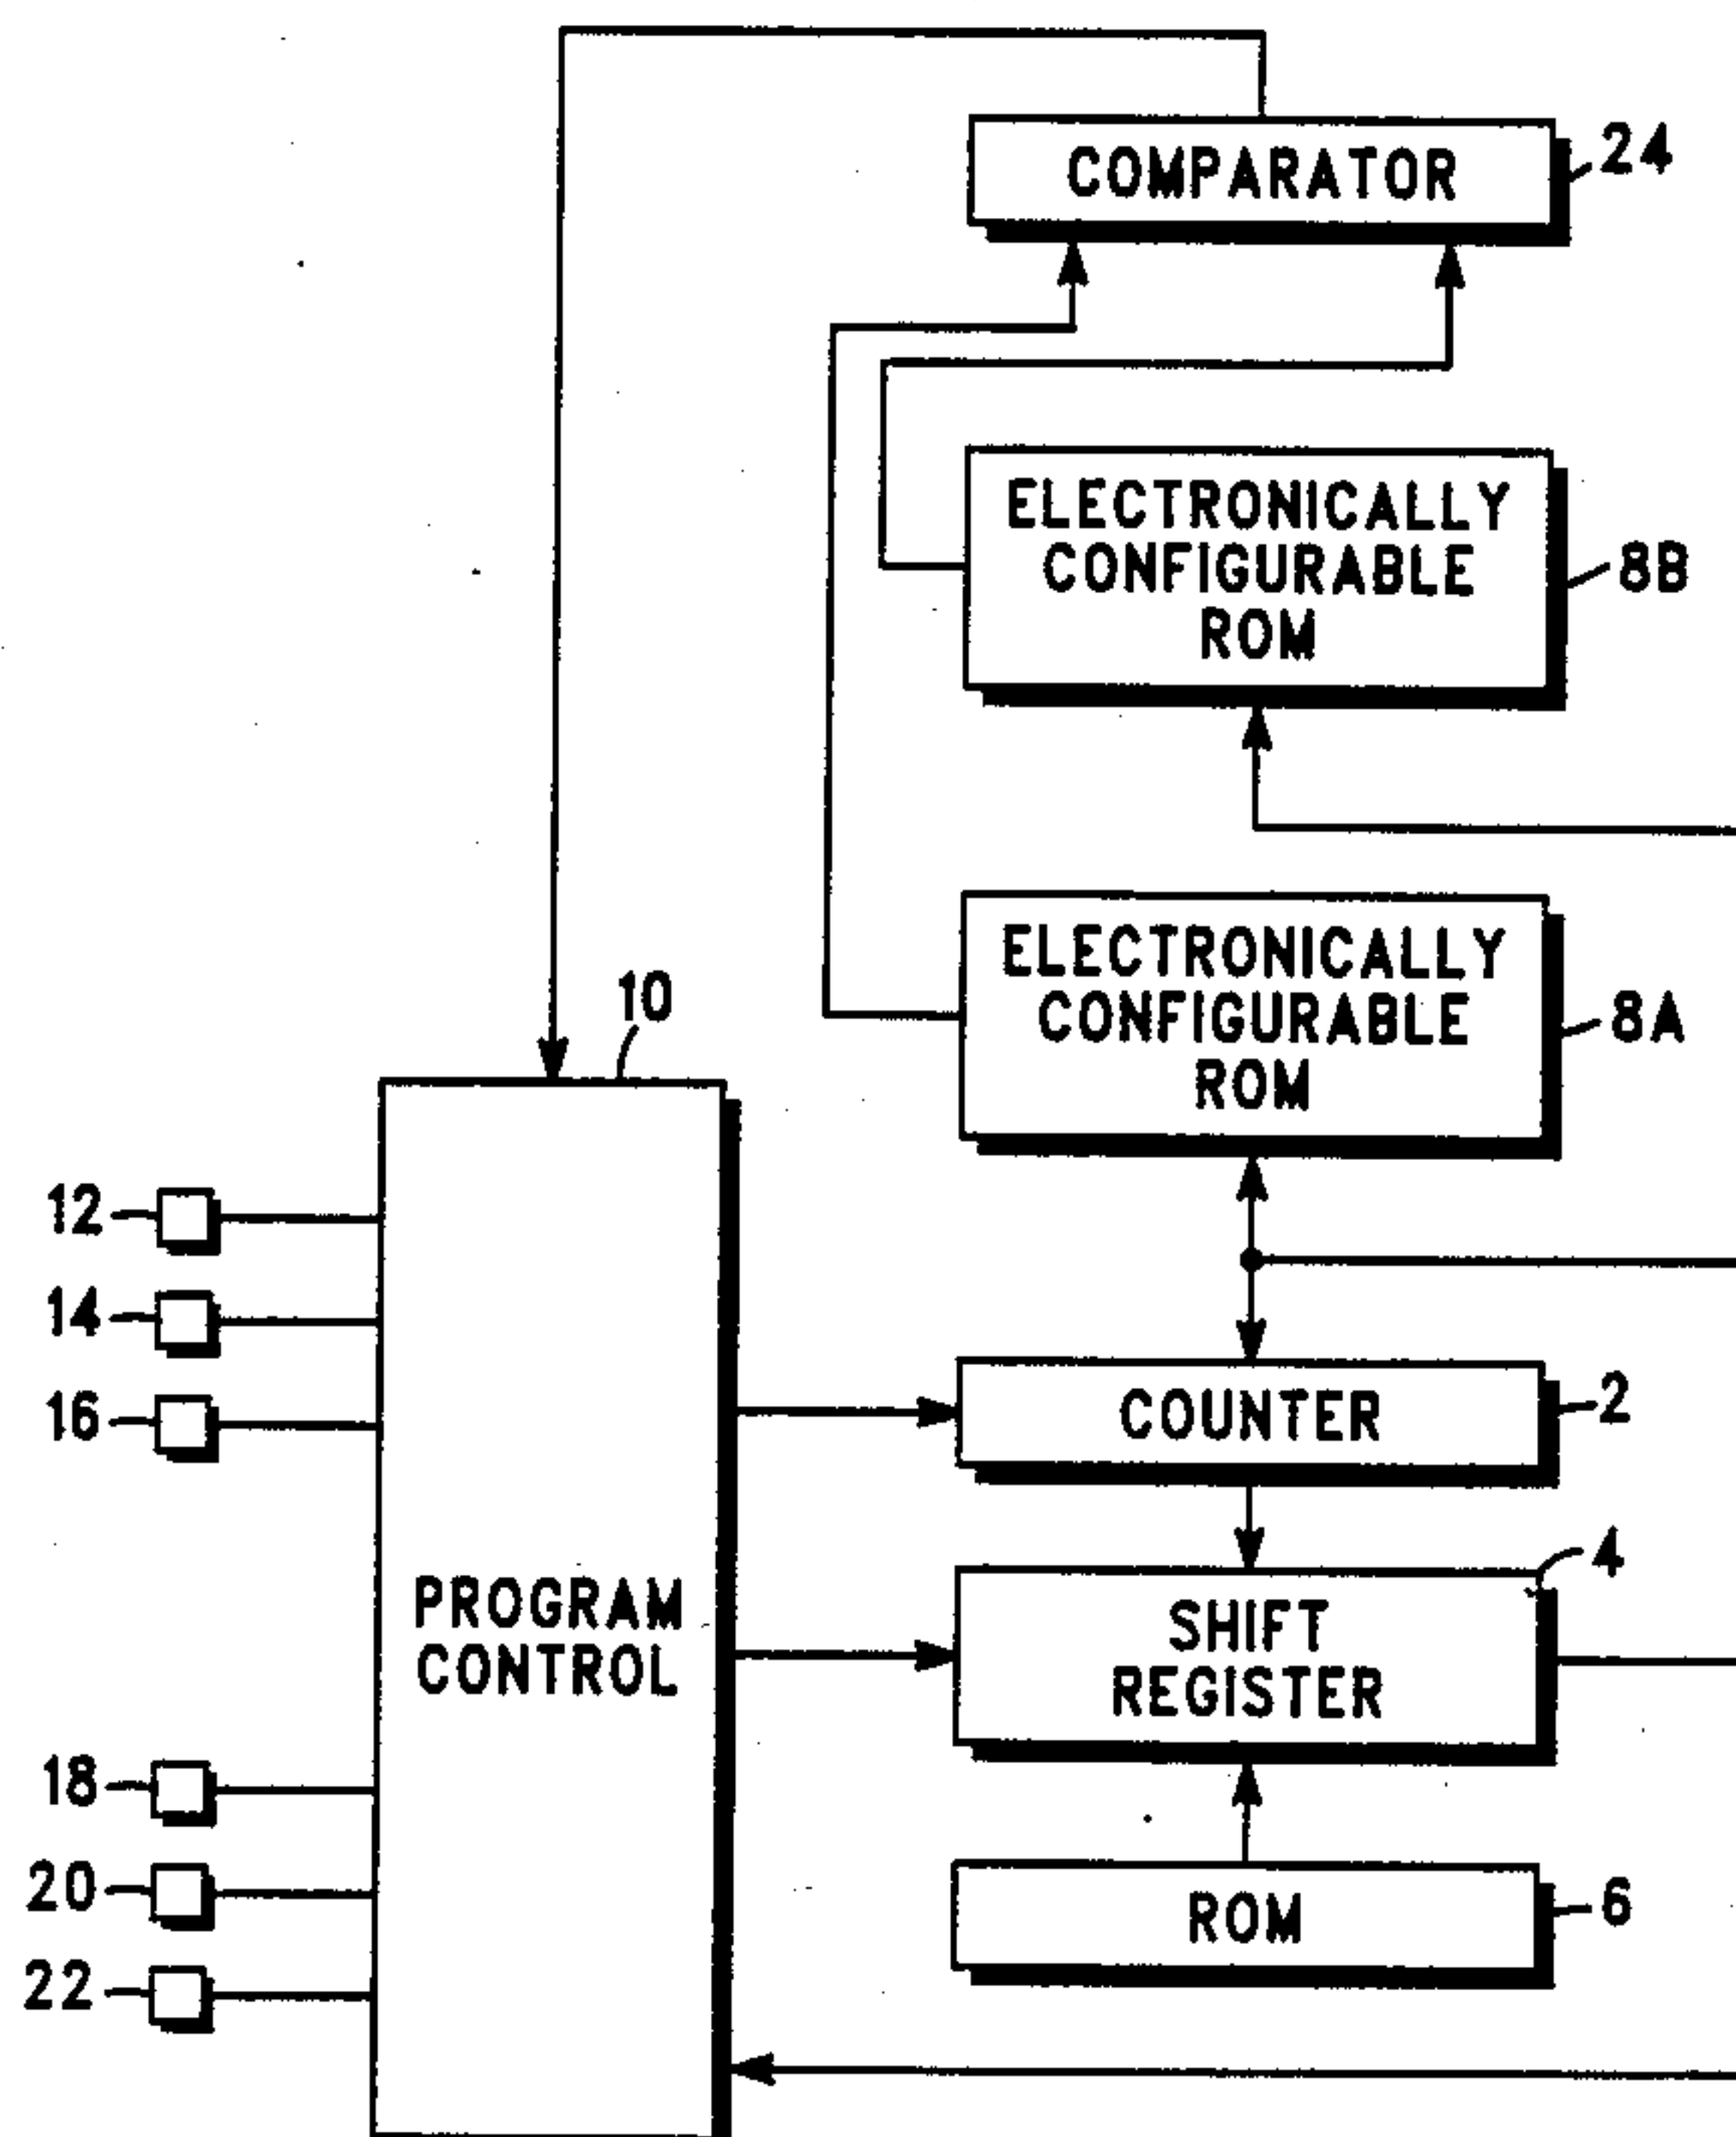 COMPARATOR
24
ELECTRONICALLY
CONFIGURABLE
ROM
8B
ELECTRONICALLY
CONFIGURABLE
ROM
8A
10
12
14
16
COUNTER
2
PROGRAM
CONTROL
SHIFT
REGISTER
4
18
20
22
ROM
6